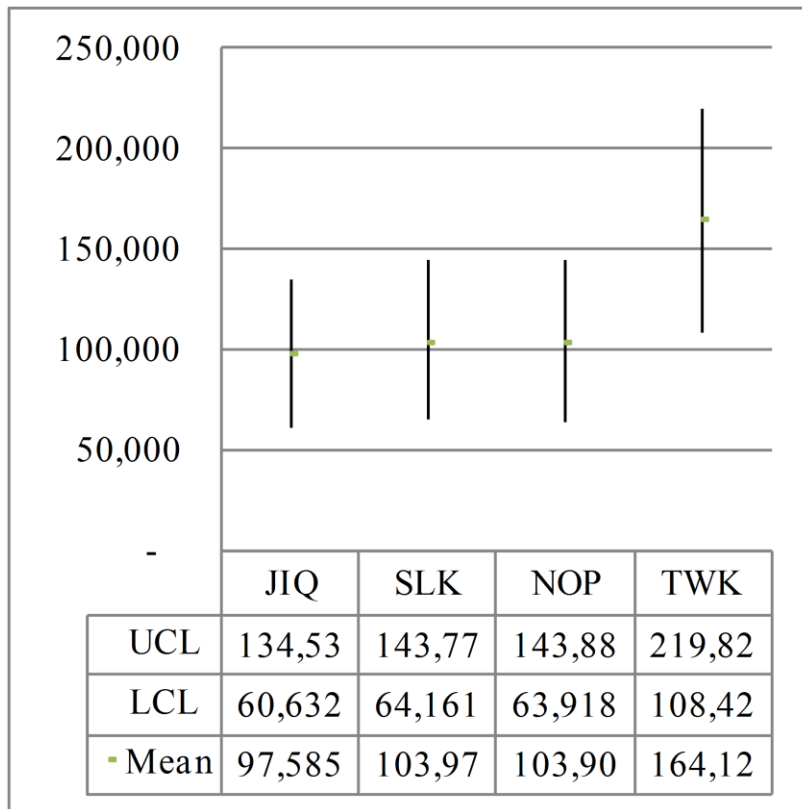 250,000
200,000
150,000
100,000
50,000
-
JIQ SLK NOP TWK
UCL 134,53 143,77 143,88 219,82
LCL 60,632 64,161 63,918 108,42
Mean 97,585 103,97 103,90 164,12